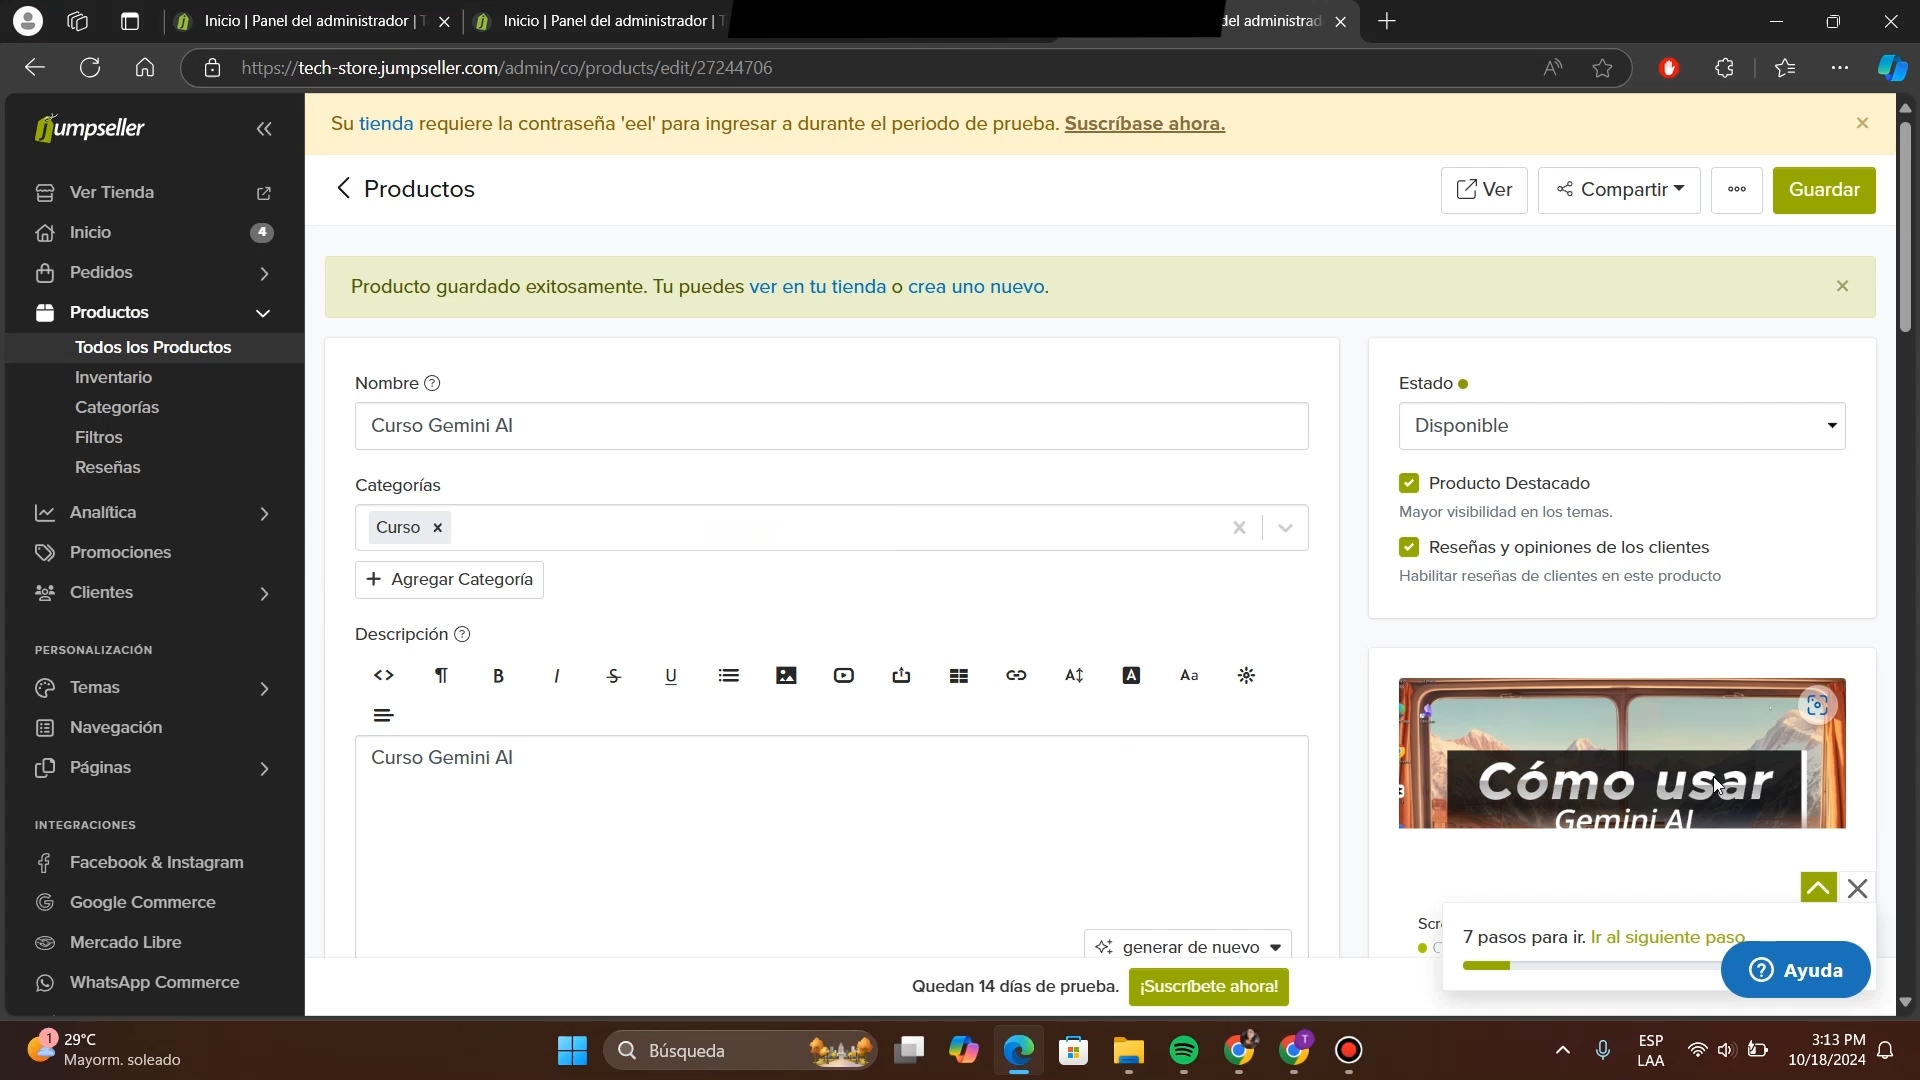 Inicio | Panel del administrador | T
Inicio | Panel del administrador | T
del administrad
https://tech-store.jumpseller.com/admin/co/products/edit/27244706
jumpseller
Su tienda requiere la contraseña 'eel' para ingresar a durante el periodo de prueba. Suscríbase ahora.
Productos
Ver
Compartir
Guardar
Ver Tienda
Inicio
4
Pedidos
Productos
Todos los Productos
Inventario
Categorías
Filtros
Reseñas
Analítica
Promociones
Clientes
PERSONALIZACIÓN
Temas
Navegación
Páginas
INTEGRACIONES
Facebook & Instagram
Google Commerce
Mercado Libre
WhatsApp Commerce
Producto guardado exitosamente. Tu puedes ver en tu tienda o crea uno nuevo.
Nombre
Curso Gemini AI
Categorías
Curso
Agregar Categoría
Descripción
Curso Gemini AI
generar de nuevo
Estado
Disponible
Producto Destacado
Mayor visibilidad en los temas.
Reseñas y opiniones de los clientes
Habilitar reseñas de clientes en este producto
Cómo usar
Gemini AI
Scr
7 pasos para ir. Ir al siguiente paso
Ayuda
Quedan 14 días de prueba.
¡Suscríbete ahora!
1
29°C
Mayorm. soleado
Búsqueda
T
ESP
LAA
3:13 PM
10/18/2024